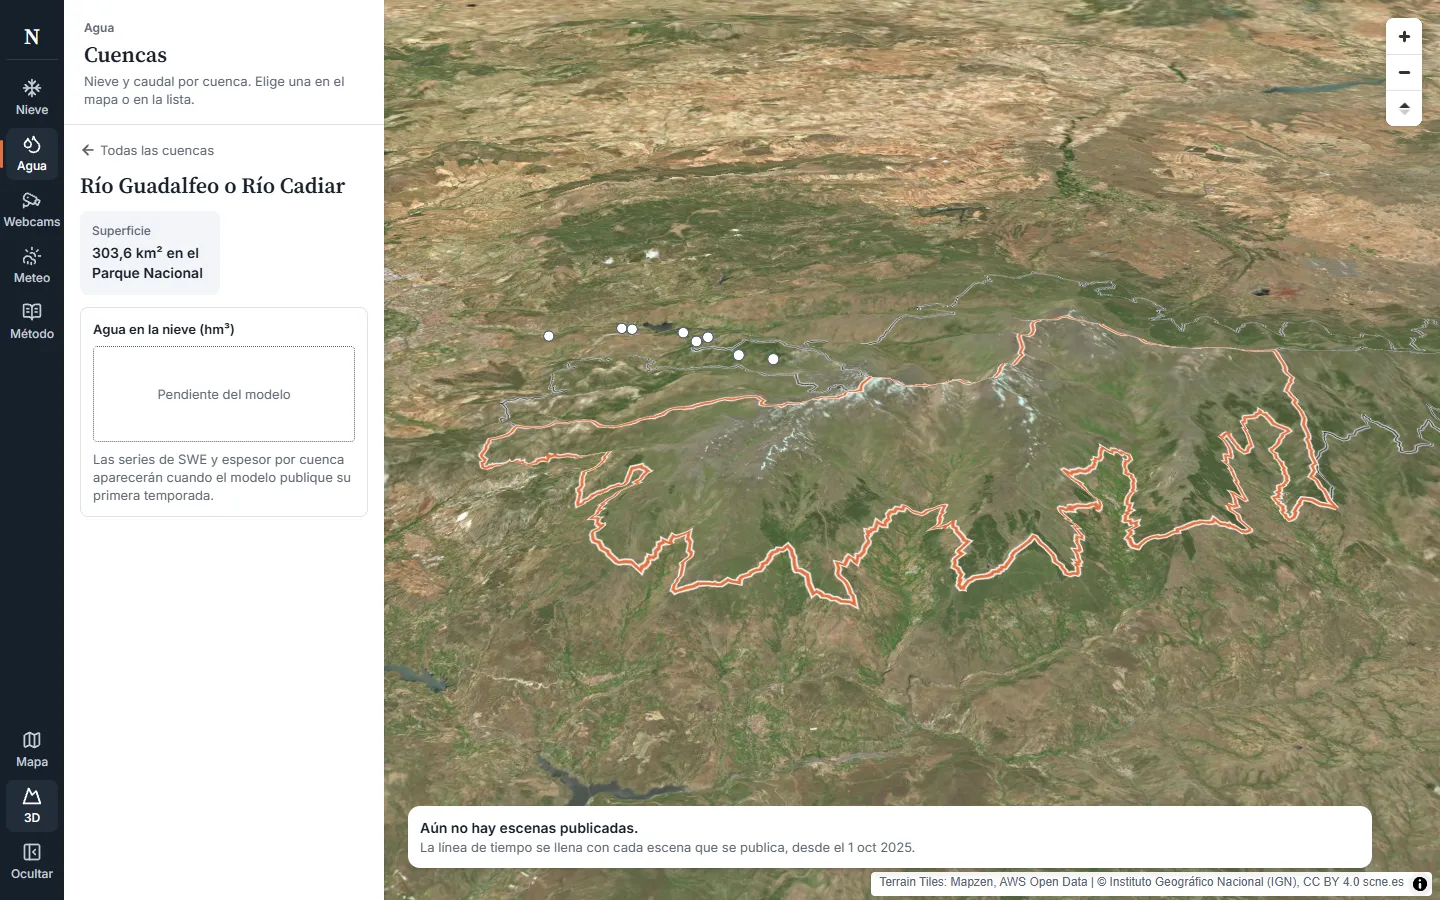 N
Nieve
Agua
Webcams
Meteo
Método
Mapa
3D
Ocultar
Agua
Cuencas
Nieve y caudal por cuenca. Elige una en el
mapa o en la lista.
Todas las cuencas
Río Guadalfeo o Río Cadiar
Superficie
303,6 km² en el
Parque Nacional
Agua en la nieve (hm³)
Pendiente del modelo
Las series de SWE y espesor por cuenca
aparecerán cuando el modelo publique su
primera temporada.
Aún no hay escenas publicadas.
La línea de tiempo se llena con cada escena que se publica, desde el 1 oct 2025.
Terrain Tiles: Mapzen, AWS Open Data | © Instituto Geográfico Nacional (IGN), CC BY 4.0 scne.es